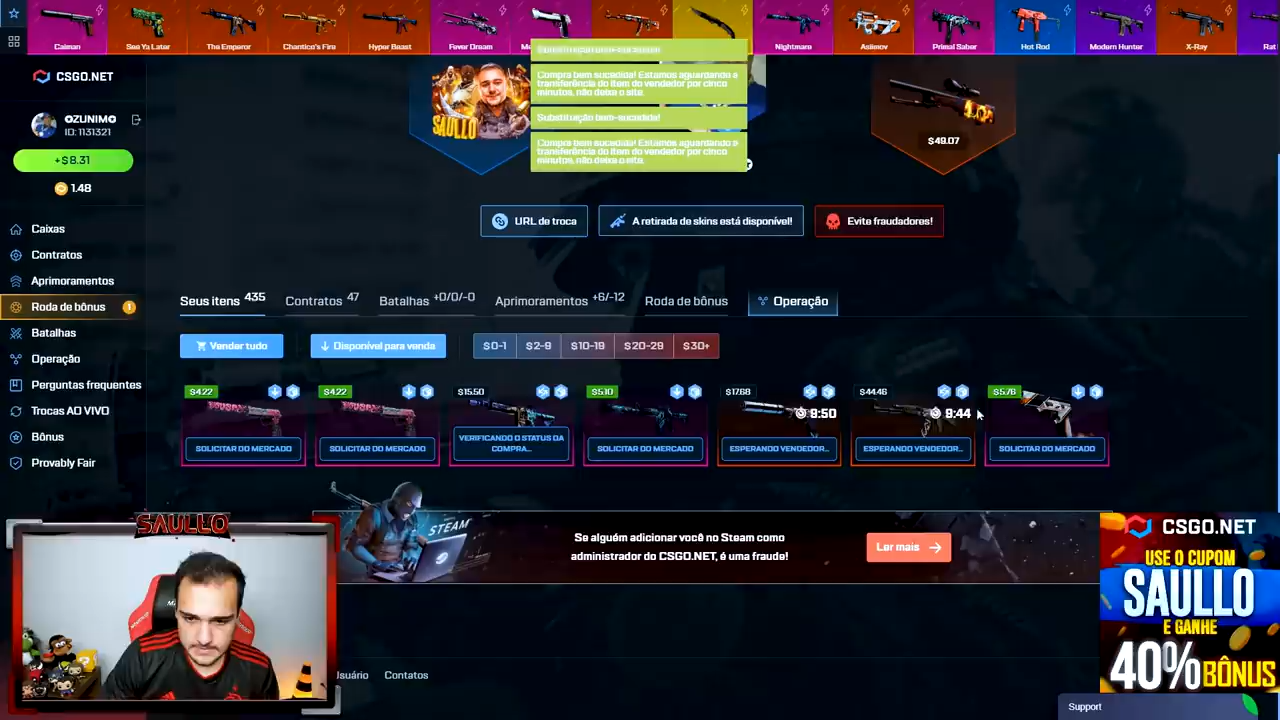 Caiman
See Ya Later
The Emperor
Chantico's Fire
Hyper Beast
Fever Dream
Nightmare
Asiimov
Primal Saber
Hot Rod
Modern Hunter
X-Ray
Rat
CSGO.NET
OZUNIMO
ID: 1131321
+$8.31
1.48
Caixas
Contratos
Aprimoramentos
Roda de bônus 1
Batalhas
Operação
Perguntas frequentes
Trocas AO VIVO
Bônus
Provably Fair
SAULLO
Compra bem sucedida! Estamos aguardando a
transferência do item do vendedor por cinco
minutos, não deixe o site.
Substituição bem-sucedida!
Compra bem sucedida! Estamos aguardando a
transferência do item do vendedor por cinco
minutos, não deixe o site.
$49.07
URL de troca
A retirada de skins está disponível!
Evite fraudadores!
Seus itens 435
Contratos 47
Batalhas +0/=0/-0
Aprimoramentos +6/-12
Roda de bônus
Operação
Vender tudo
Disponível para venda
$0-1
$2-9
$10-19
$20-29
$30+
$4.22
SOLICITAR DO MERCADO
$4.22
SOLICITAR DO MERCADO
$15.50
VERIFICANDO O STATUS DA
COMPRA...
$5.10
SOLICITAR DO MERCADO
$17.68
9:50
ESPERANDO VENDEDOR...
$44.46
9:44
ESPERANDO VENDEDOR...
$5.76
SOLICITAR DO MERCADO
STEAM
Se alguém adicionar você no Steam como
administrador do CSGO.NET, é uma fraude!
Ler mais
SAULLO
Contatos
CSGO.NET
USE O CUPOM
SAULLO
E GANHE
40% BÔNUS
Support